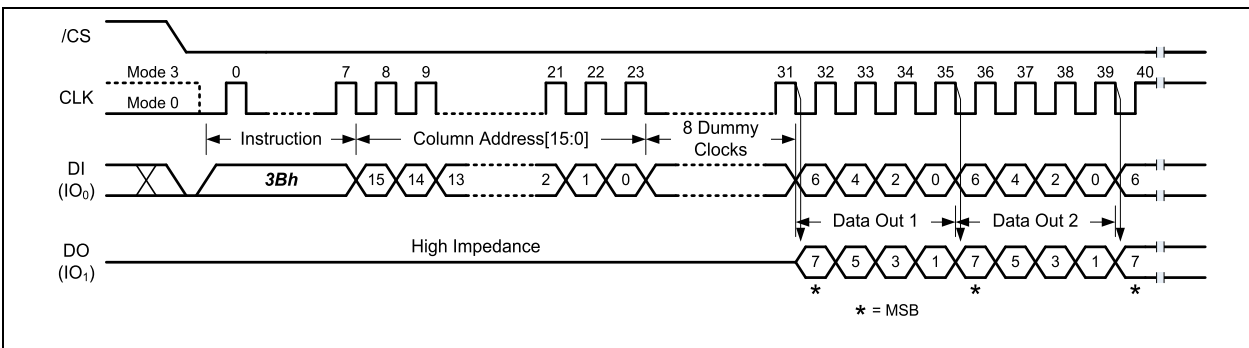 /CS
Mode 3 0 7 8 9 21 22 23 31 32 33 34 35 36 37 38 39 40
CLK
Mode 0
Instruction Column Address[15:0] 8 Dummy Clocks
DI (IO0) 3Bh 15 14 13 2 1 0 6 4 2 0 6 4 2 0 6
Data Out 1 Data Out 2
DO (IO1) High Impedance 7 5 3 1 7 5 3 1 7
* * *
* = MSB